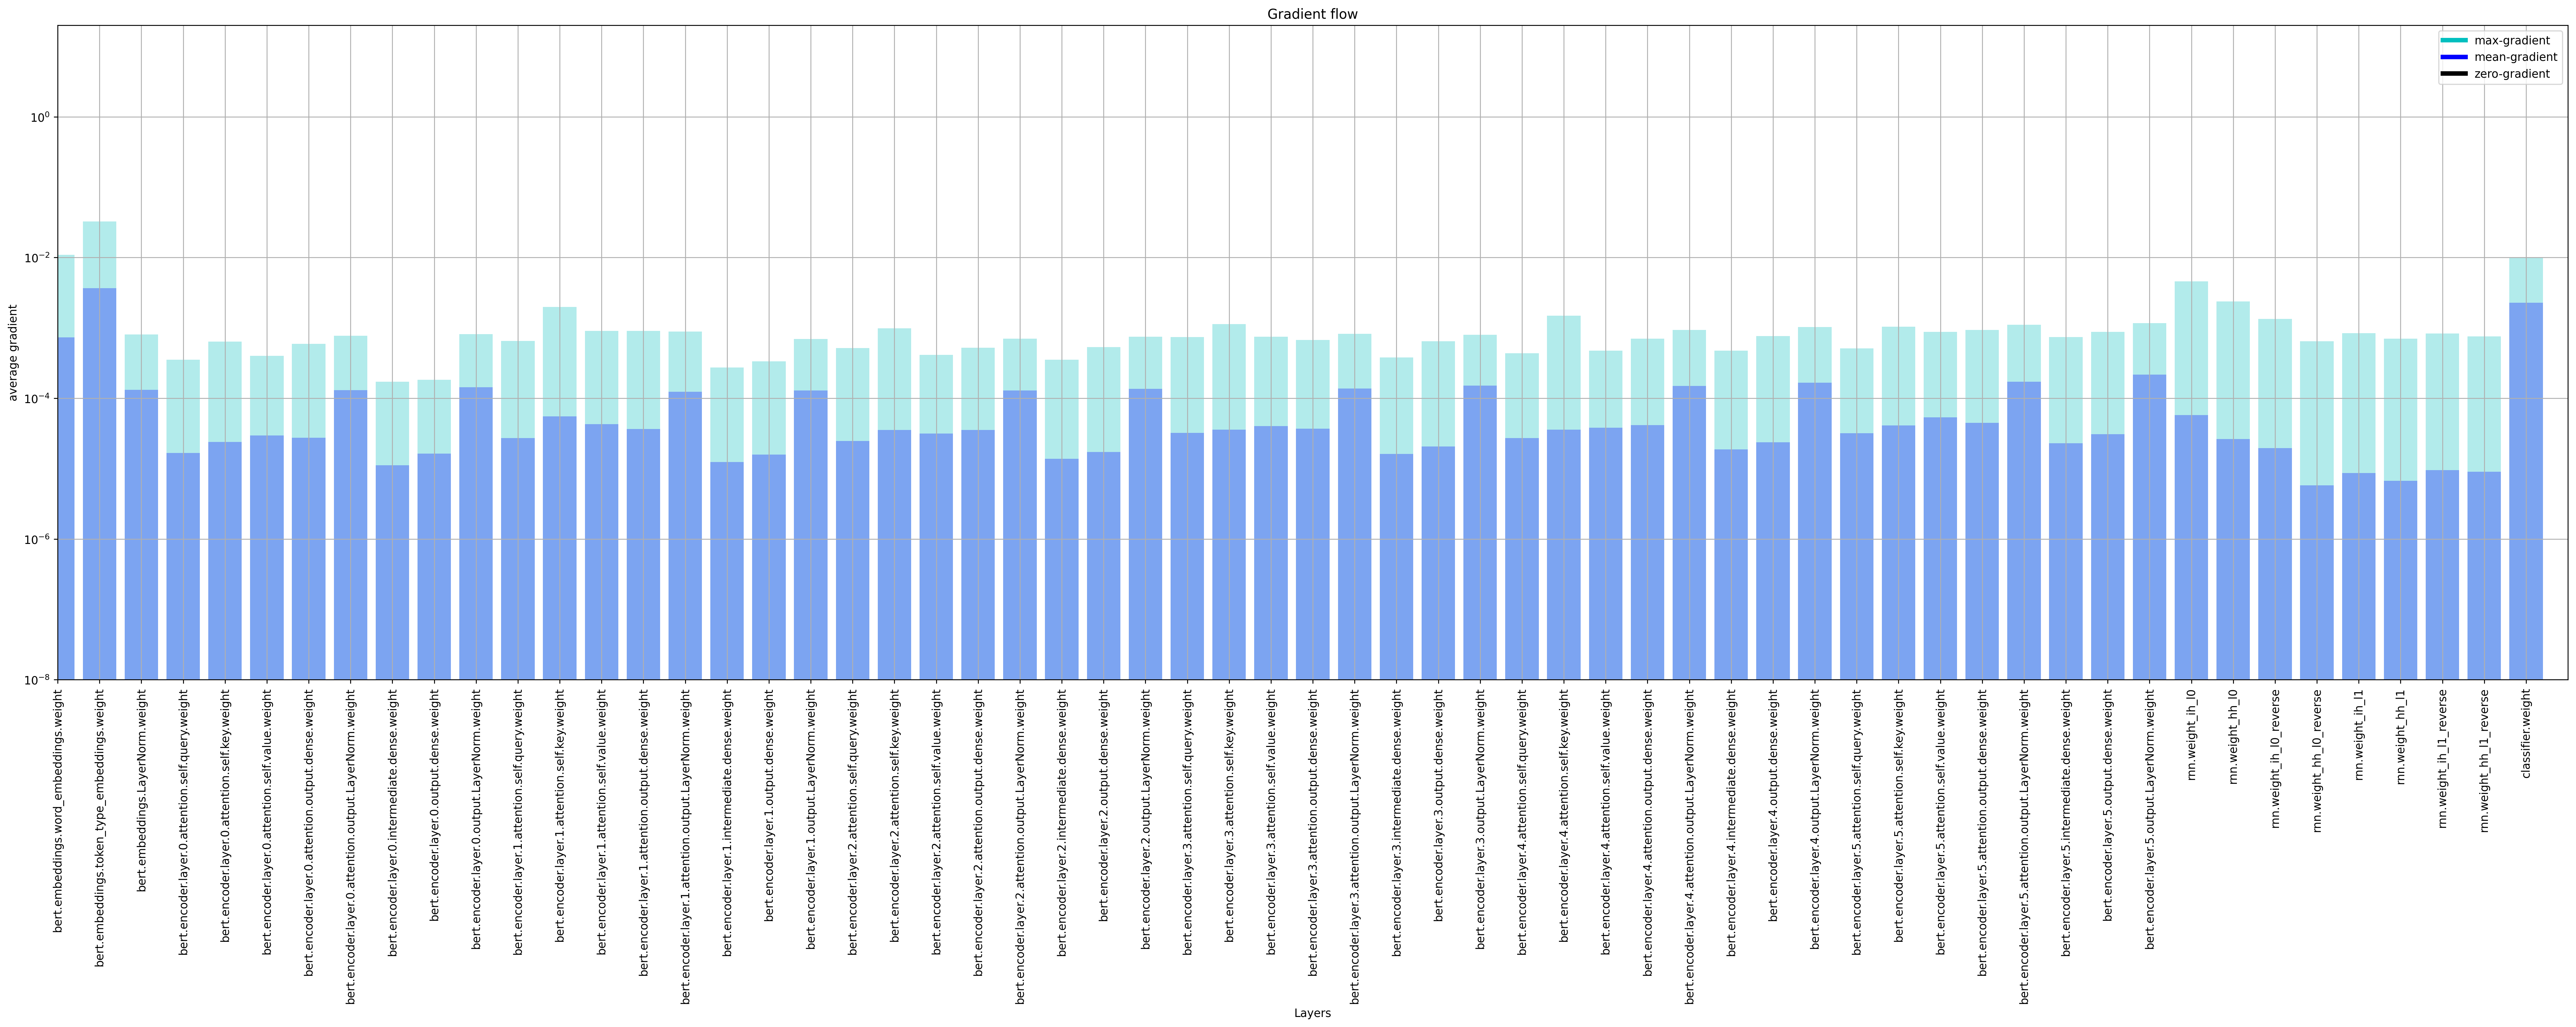 Gradient flow
max-gradient
mean-gradient
zero-gradient
average gradient
10^0
10^-2
10^-4
10^-6
10^-8
bert.embeddings.word_embeddings.weight
bert.embeddings.token_type_embeddings.weight
bert.embeddings.LayerNorm.weight
bert.encoder.layer.0.attention.self.query.weight
bert.encoder.layer.0.attention.self.key.weight
bert.encoder.layer.0.attention.self.value.weight
bert.encoder.layer.0.attention.output.dense.weight
bert.encoder.layer.0.attention.output.LayerNorm.weight
bert.encoder.layer.0.intermediate.dense.weight
bert.encoder.layer.0.output.dense.weight
bert.encoder.layer.0.output.LayerNorm.weight
bert.encoder.layer.1.attention.self.query.weight
bert.encoder.layer.1.attention.self.key.weight
bert.encoder.layer.1.attention.self.value.weight
bert.encoder.layer.1.attention.output.dense.weight
bert.encoder.layer.1.attention.output.LayerNorm.weight
bert.encoder.layer.1.intermediate.dense.weight
bert.encoder.layer.1.output.dense.weight
bert.encoder.layer.1.output.LayerNorm.weight
bert.encoder.layer.2.attention.self.query.weight
bert.encoder.layer.2.attention.self.key.weight
bert.encoder.layer.2.attention.self.value.weight
bert.encoder.layer.2.attention.output.dense.weight
bert.encoder.layer.2.attention.output.LayerNorm.weight
bert.encoder.layer.2.intermediate.dense.weight
bert.encoder.layer.2.output.dense.weight
bert.encoder.layer.2.output.LayerNorm.weight
bert.encoder.layer.3.attention.self.query.weight
bert.encoder.layer.3.attention.self.key.weight
bert.encoder.layer.3.attention.self.value.weight
bert.encoder.layer.3.attention.output.dense.weight
bert.encoder.layer.3.attention.output.LayerNorm.weight
bert.encoder.layer.3.intermediate.dense.weight
bert.encoder.layer.3.output.dense.weight
bert.encoder.layer.3.output.LayerNorm.weight
bert.encoder.layer.4.attention.self.query.weight
bert.encoder.layer.4.attention.self.key.weight
bert.encoder.layer.4.attention.self.value.weight
bert.encoder.layer.4.attention.output.dense.weight
bert.encoder.layer.4.attention.output.LayerNorm.weight
bert.encoder.layer.4.intermediate.dense.weight
bert.encoder.layer.4.output.dense.weight
bert.encoder.layer.4.output.LayerNorm.weight
bert.encoder.layer.5.attention.self.query.weight
bert.encoder.layer.5.attention.self.key.weight
bert.encoder.layer.5.attention.self.value.weight
bert.encoder.layer.5.attention.output.dense.weight
bert.encoder.layer.5.attention.output.LayerNorm.weight
bert.encoder.layer.5.intermediate.dense.weight
bert.encoder.layer.5.output.dense.weight
bert.encoder.layer.5.output.LayerNorm.weight
rnn.weight_ih_l0
rnn.weight_hh_l0
rnn.weight_ih_l0_reverse
rnn.weight_hh_l0_reverse
rnn.weight_ih_l1
rnn.weight_hh_l1
rnn.weight_ih_l1_reverse
rnn.weight_hh_l1_reverse
classifier.weight
Layers